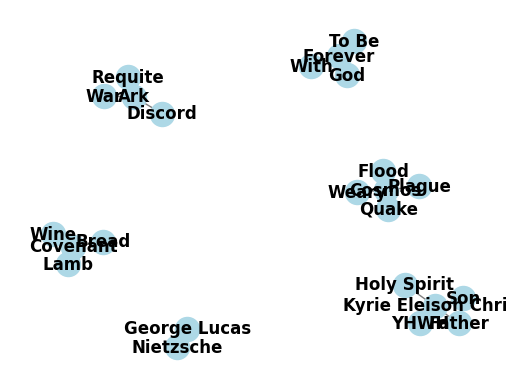 To Be
Forever
With
God
Requite
War
Ark
Discord
Flood
Plague
Weary
Cosmos
Quake
Wine
Bread
Covenant
Lamb
Holy Spirit
Son
Kyrie Eleison Chri
YHWH
Father
George Lucas
Nietzsche